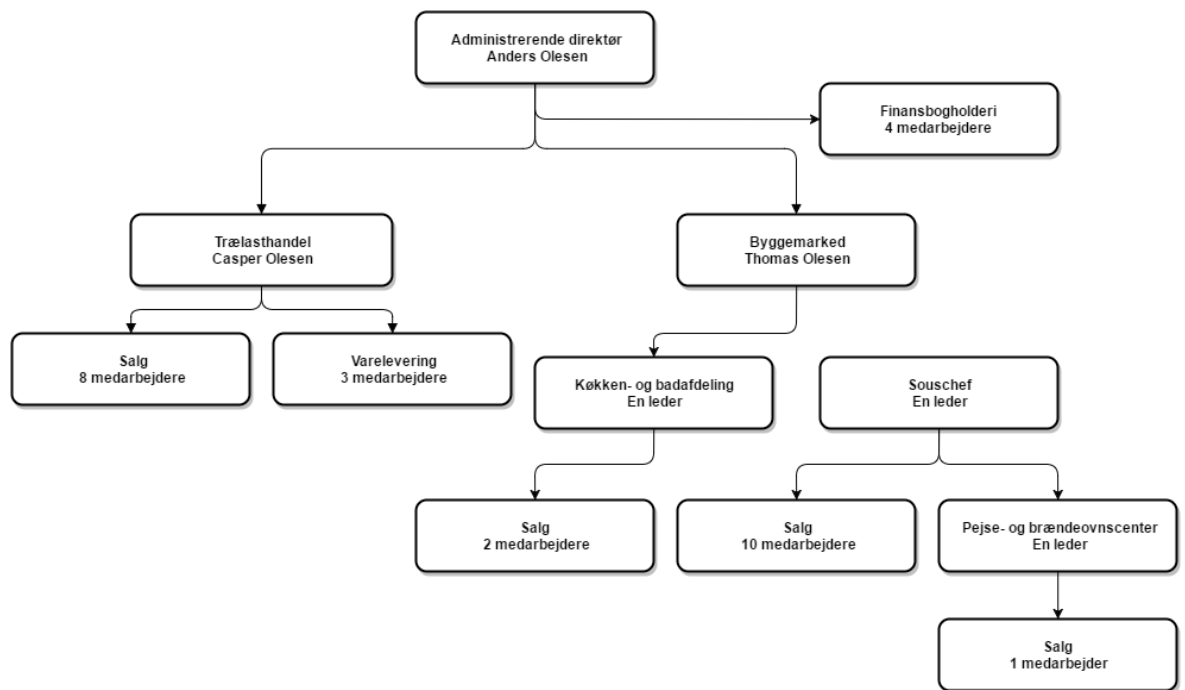 Administrerende direktør
Anders Olesen
Finansbogholderi
4 medarbejdere
Trælasthandel
Casper Olesen
Byggemarked
Thomas Olesen
Salg
8 medarbejdere
Varelevering
3 medarbejdere
Køkken- og badafdeling
En leder
Souschef
En leder
Salg
2 medarbejdere
Salg
10 medarbejdere
Pejse- og brændeovnscenter
En leder
Salg
1 medarbejder